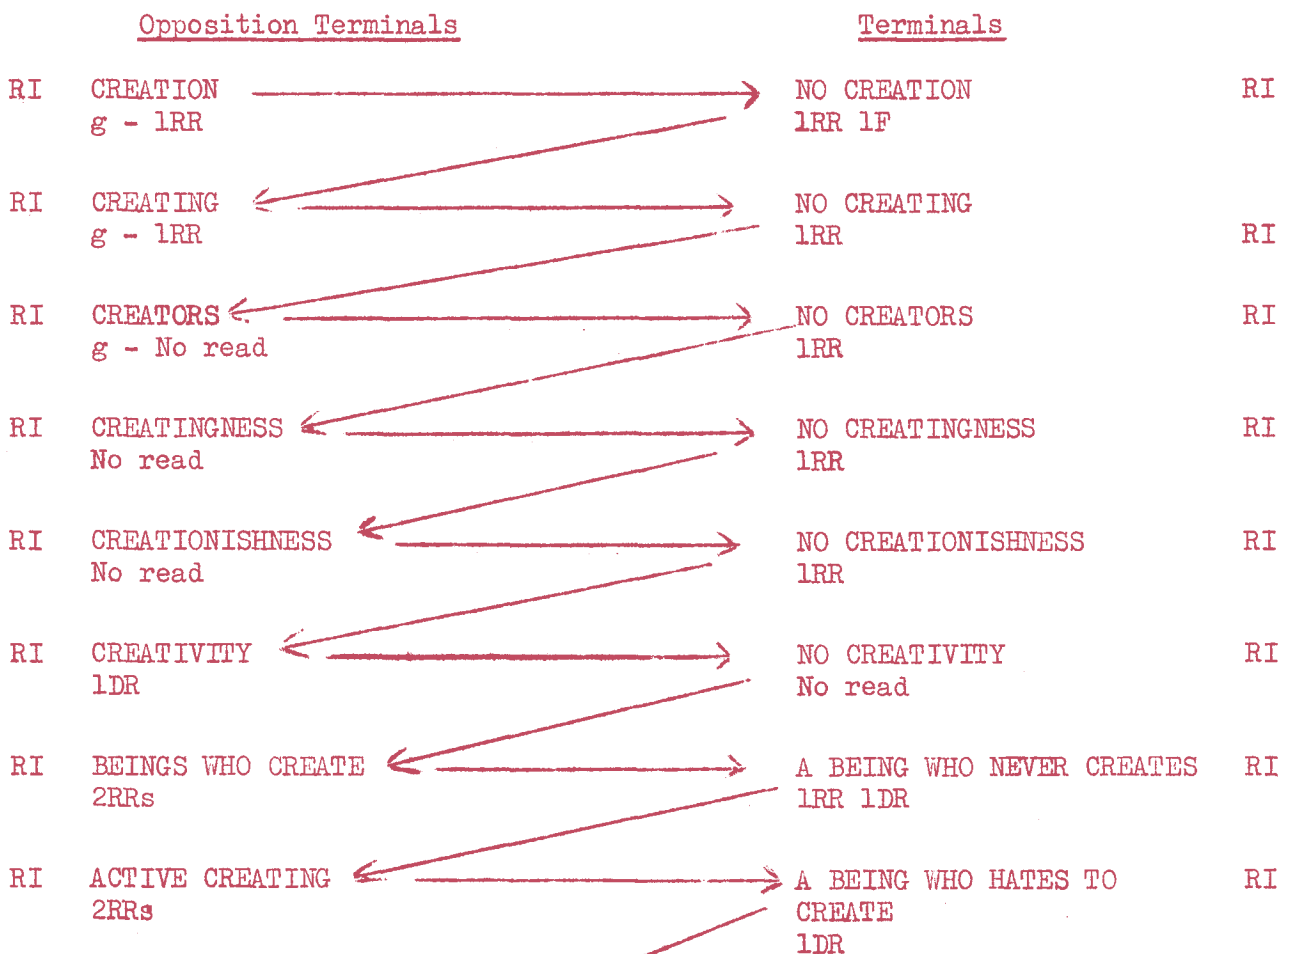 Opposition Terminals Terminals
RI CREATION NO CREATION RI
g - 1RR 1RR 1F
RI CREATING NO CREATING
g - 1RR 1RR RI
RI CREATORS NO CREATORS RI
g - No read 1RR
RI CREATINGNESS NO CREATINGNESS RI
No read 1RR
RI CREATIONISHNESS NO CREATIONISHNESS RI
No read 1RR
RI CREATIVITY NO CREATIVITY RI
1DR No read
RI BEINGS WHO CREATE A BEING WHO NEVER CREATES RI
2RRs 1RR 1DR
RI ACTIVE CREATING A BEING WHO HATES TO RI
2RRs CREATE
1DR